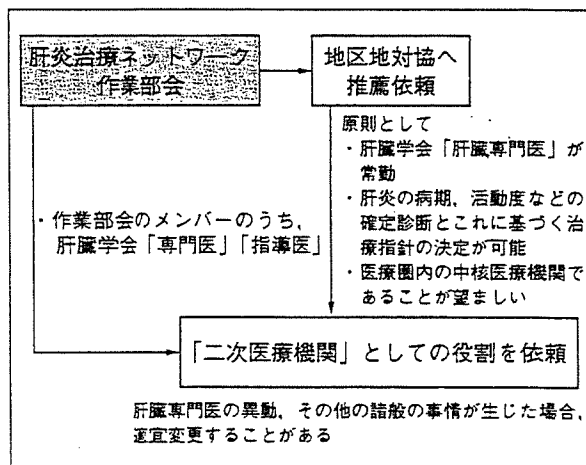 肝炎治療ネットワーク
作業部会
地区地対協へ
推薦依頼
原則として
・肝臓学会「肝臓専門医」が
常勤
・肝炎の病期，活動度などの
確定診断とこれに基づく治
療指針の決定が可能
・医療圏内の中核医療機関で
あることが望ましい
・作業部会のメンバーのうち，
肝臓学会「専門医」「指導医」
「二次医療機関」としての役割を依頼
肝臓専門医の異動，その他の諸般の事情が生じた場合，
適宜変更することがある